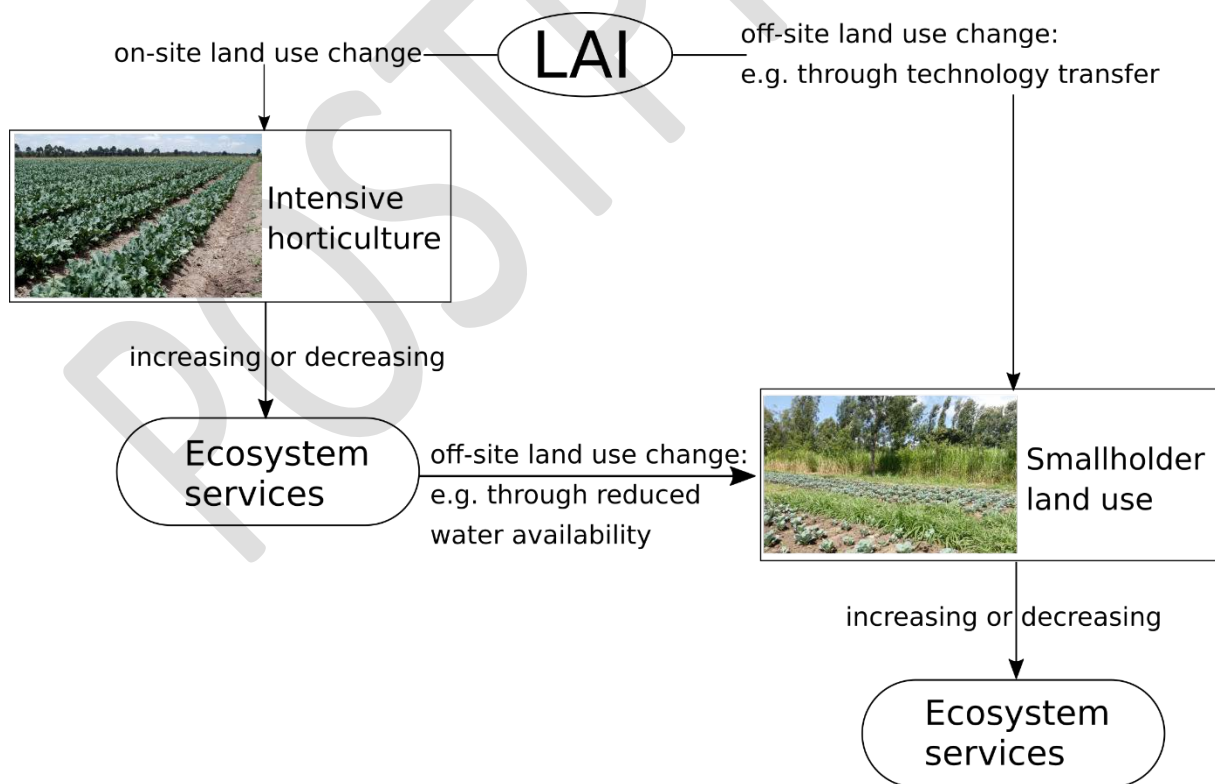 LAI
on-site land use change
off-site land use change:
e.g. through technology transfer
Intensive
horticulture
increasing or decreasing
Ecosystem
services
off-site land use change:
e.g. through reduced
water availability
Smallholder
land use
increasing or decreasing
Ecosystem
services